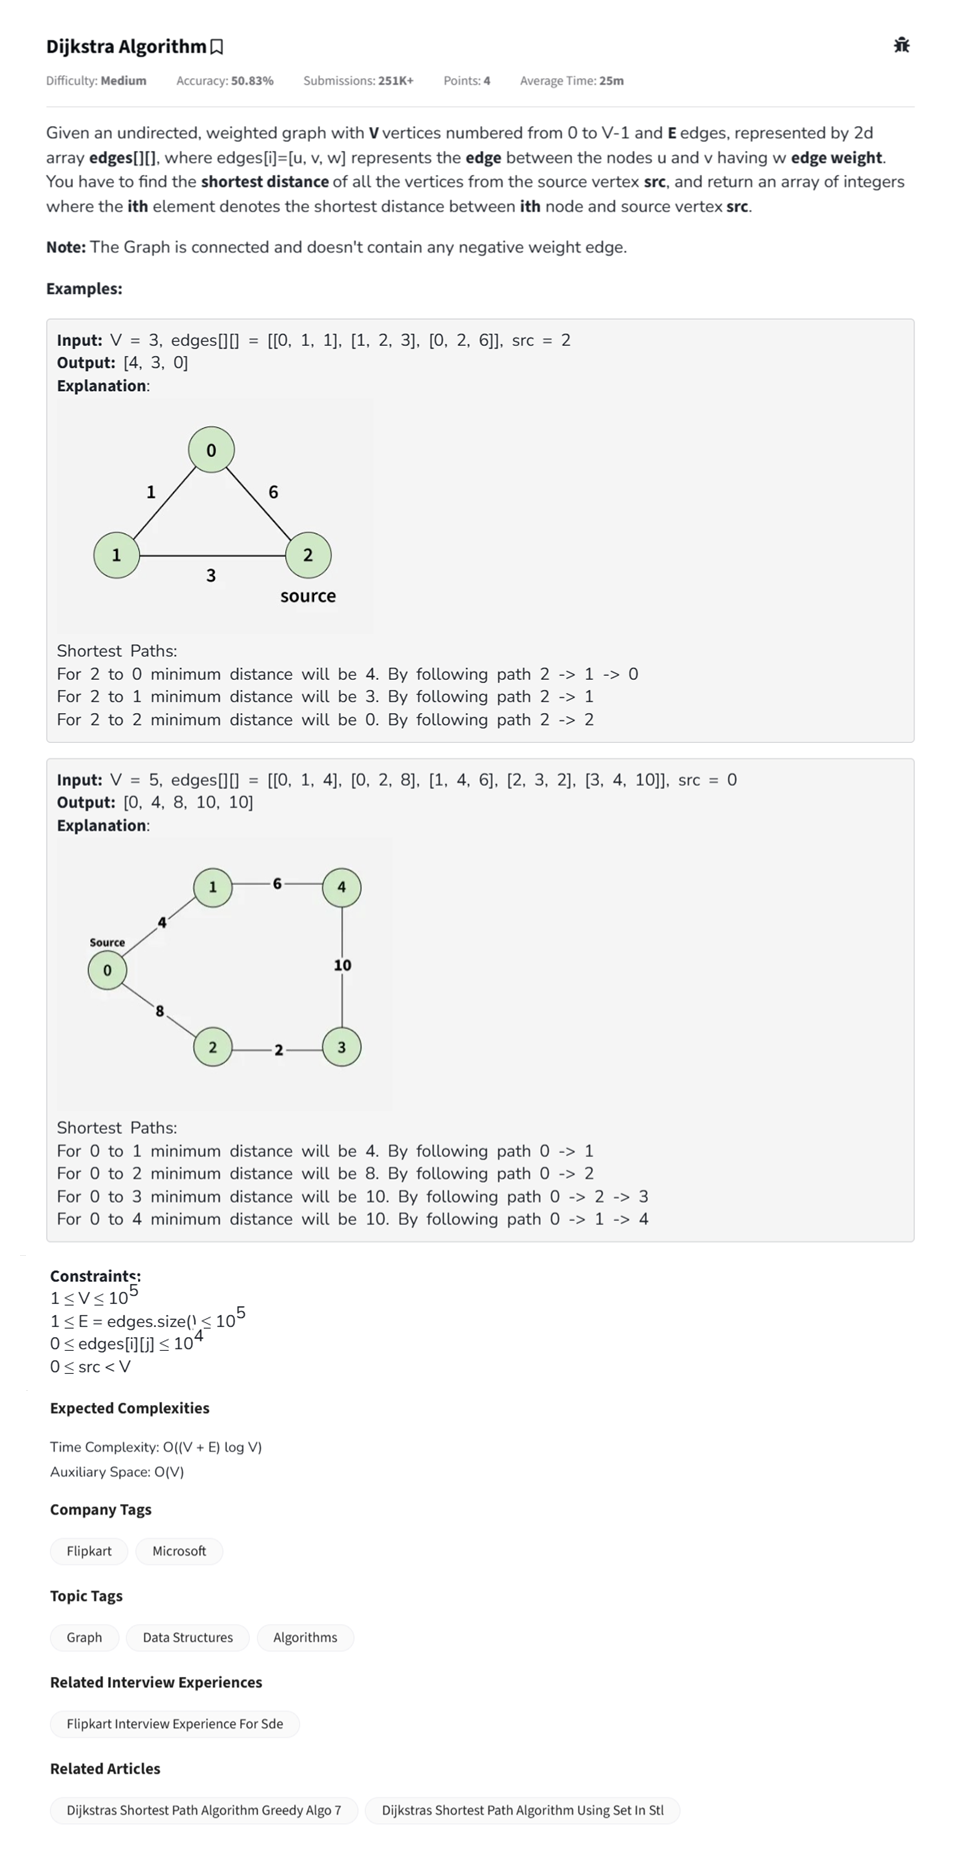 Dijkstra Algorithm
Difficulty: Medium Accuracy: 50.83% Submissions: 251K+ Points: 4 Average Time: 25m
Given an undirected, weighted graph with V vertices numbered from 0 to V-1 and E edges, represented by 2d
array edges[][], where edges[i]=[u, v, w] represents the edge between the nodes u and v having w edge weight.
You have to find the shortest distance of all the vertices from the source vertex src, and return an array of integers
where the ith element denotes the shortest distance between ith node and source vertex src.
Note: The Graph is connected and doesn't contain any negative weight edge.
Examples:
Input: V = 3, edges[][] = [[0, 1, 1], [1, 2, 3], [0, 2, 6]], src = 2
Output: [4, 3, 0]
Explanation:
0
1 6
1 2
3
source
Shortest Paths:
For 2 to 0 minimum distance will be 4. By following path 2 -> 1 -> 0
For 2 to 1 minimum distance will be 3. By following path 2 -> 1
For 2 to 2 minimum distance will be 0. By following path 2 -> 2
Input: V = 5, edges[][] = [[0, 1, 4], [0, 2, 8], [1, 4, 6], [2, 3, 2], [3, 4, 10]], src = 0
Output: [0, 4, 8, 10, 10]
Explanation:
1 6 4
4
Source
0 10
8
2 2 3
Shortest Paths:
For 0 to 1 minimum distance will be 4. By following path 0 -> 1
For 0 to 2 minimum distance will be 8. By following path 0 -> 2
For 0 to 3 minimum distance will be 10. By following path 0 -> 2 -> 3
For 0 to 4 minimum distance will be 10. By following path 0 -> 1 -> 4
Constraints:
1 ≤ V ≤ 10⁵
1 ≤ E = edges.size() ≤ 10⁵
0 ≤ edges[i][j] ≤ 10⁴
0 ≤ src < V
Expected Complexities
Time Complexity: O((V + E) log V)
Auxiliary Space: O(V)
Company Tags
Flipkart Microsoft
Topic Tags
Graph Data Structures Algorithms
Related Interview Experiences
Flipkart Interview Experience For Sde
Related Articles
Dijkstras Shortest Path Algorithm Greedy Algo 7 Dijkstras Shortest Path Algorithm Using Set In Stl